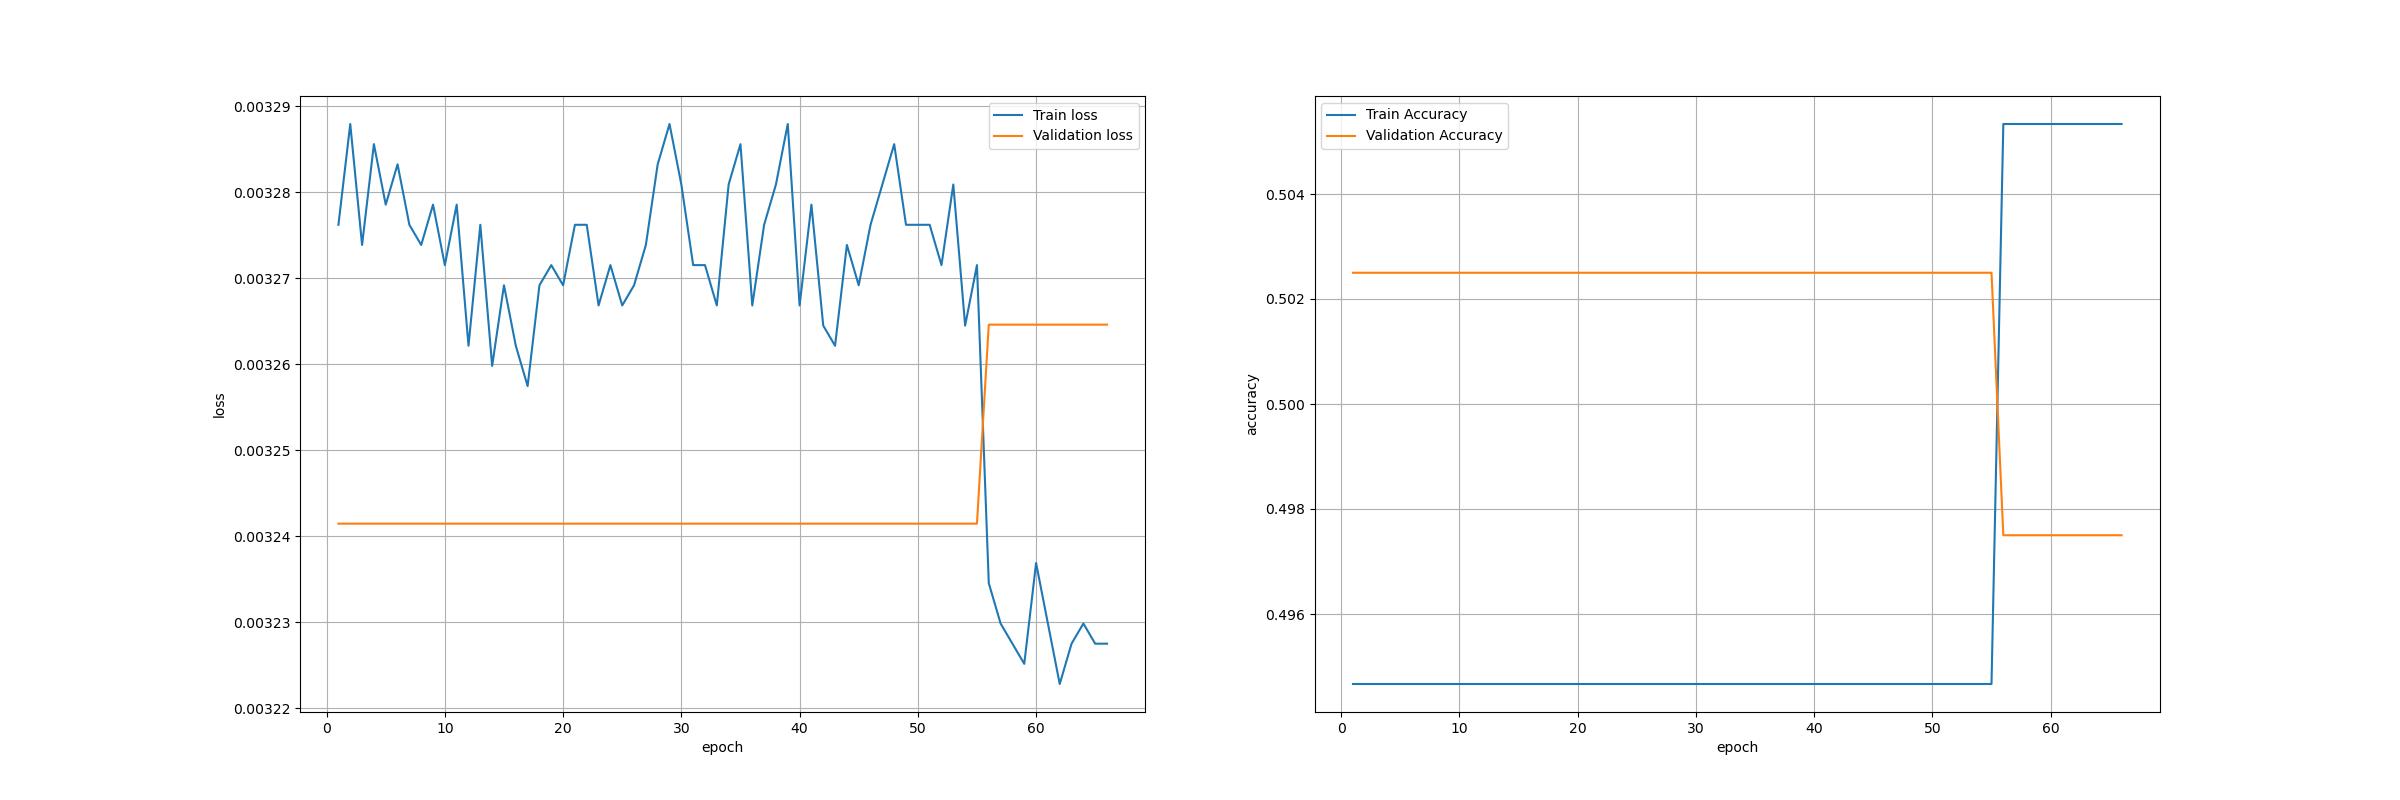 0.00329
0.00328
0.00327
0.00326
0.00325
0.00324
0.00323
0.00322
loss
Train loss
Validation loss
0 10 20 30 40 50 60
epoch
0.504
0.502
0.500
0.498
0.496
accuracy
Train Accuracy
Validation Accuracy
0 10 20 30 40 50 60
epoch